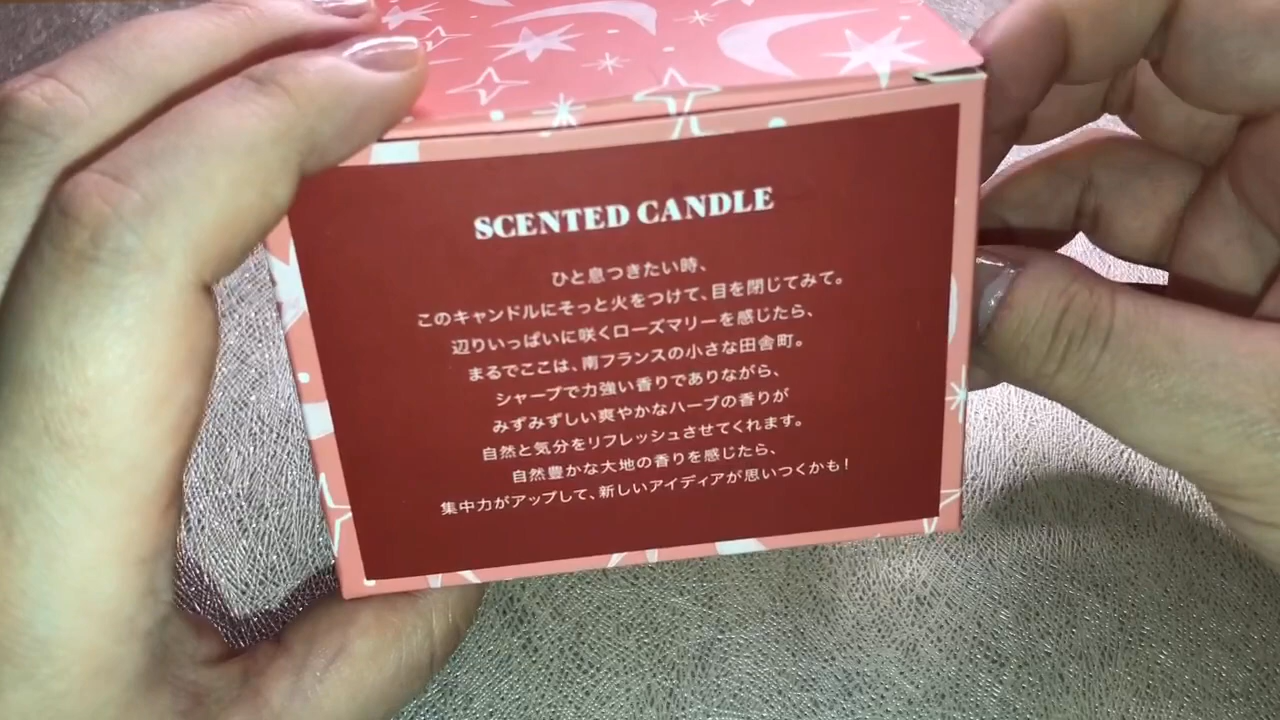 SCENTED CANDLE
ひと息つきたい時、
このキャンドルにそっと火をつけて、目を閉じてみて。
辺りいっぱいに咲くローズマリーを感じたら、
まるでここは、南フランスの小さな田舎町。
シャープで力強い香りでありながら、
みずみずしい爽やかなハーブの香りが
自然と気分をリフレッシュさせてくれます。
自然豊かな大地の香りを感じたら、
集中力がアップして、新しいアイディアが思いつくかも!